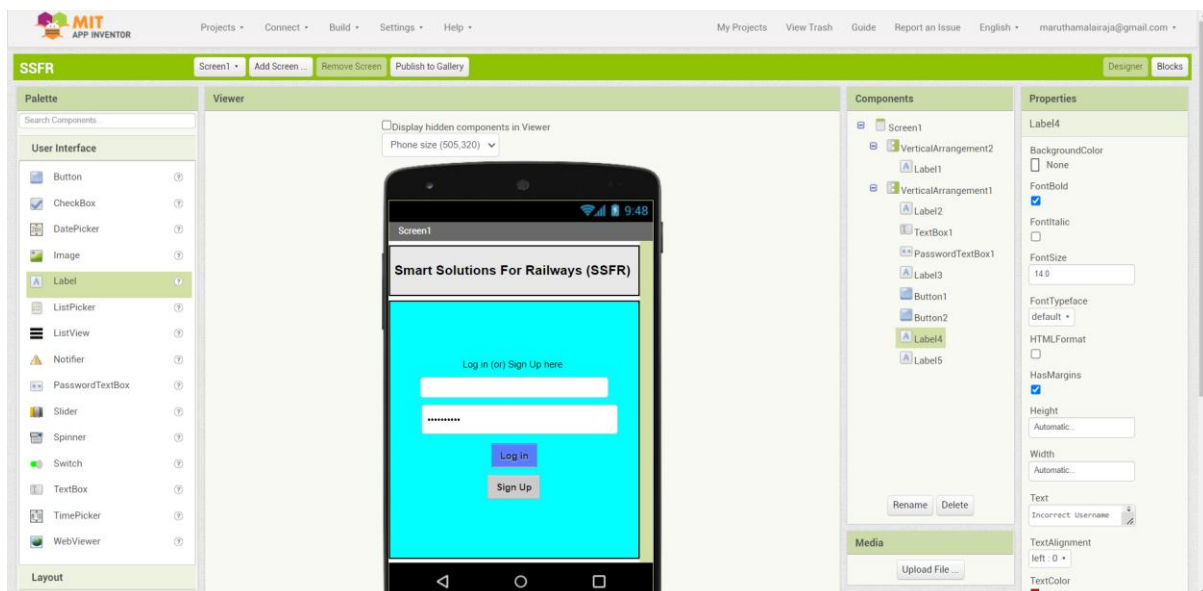 MIT
APP INVENTOR
Projects Connect Build Settings Help My Projects View Trash Guide Report an Issue English maruthamalairaja@gmail.com
SSFR
Screen1 Add Screen ... Remove Screen Publish to Gallery Designer Blocks
Palette
Search Components...
User Interface
Button
CheckBox
DatePicker
Image
Label
ListPicker
ListView
Notifier
PasswordTextBox
Slider
Spinner
Switch
TextBox
TimePicker
WebViewer
Layout
Viewer
Display hidden components in Viewer
Phone size (505,320)
9:48
Screen1
Smart Solutions For Railways (SSFR)
Log in (or) Sign Up here
Log in
Sign Up
Components
Screen1
VerticalArrangement2
Label1
VerticalArrangement1
Label2
TextBox1
PasswordTextBox1
Label3
Button1
Button2
Label4
Label5
Rename Delete
Media
Upload File ...
Properties
Label4
BackgroundColor
None
FontBold
FontItalic
FontSize
14.0
FontTypeface
default
HTMLFormat
HasMargins
Height
Automatic...
Width
Automatic...
Text
Incorrect Username
TextAlignment
left : 0
TextColor